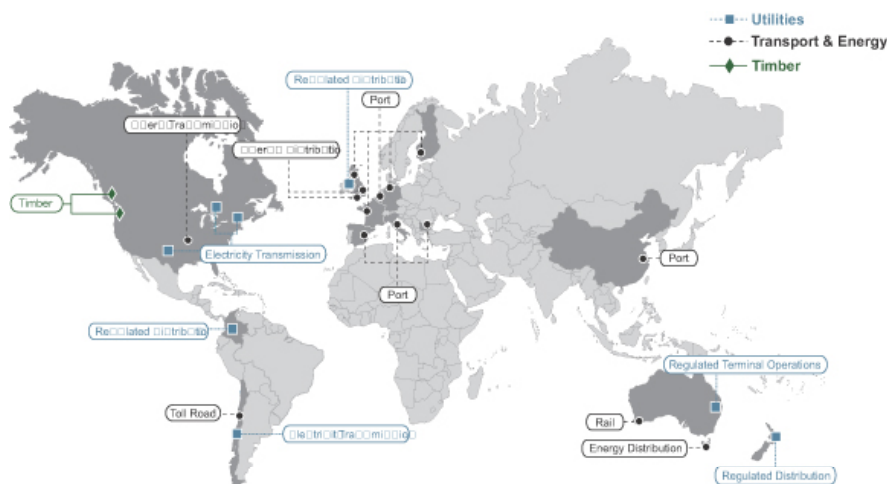 Utilities
Transport & Energy
Timber
Port
Timber
Electricity Transmission
Port
Port
Regulated Terminal Operations
Toll Road
Rail
Energy Distribution
Regulated Distribution